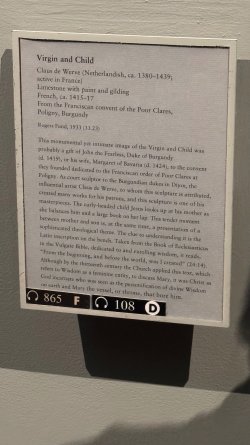 Virgin and Child
Claus de Werve (Netherlandish, ca. 1380–1439;
active in France)
Limestone with paint and gilding
French, ca. 1415–17
From the Franciscan convent of the Poor Clares,
Poligny, Burgundy
Rogers Fund, 1933 (33.23)
This monumental yet intimate image of the Virgin and Child was
probably a gift of John the Fearless, Duke of Burgundy
(d. 1419), or his wife, Margaret of Bavaria (d. 1424), to the convent
they founded dedicated to the Franciscan order of Poor Clares at
Poligny. As court sculptor to the Burgundian dukes in Dijon, the
influential artist Claus de Werve, to whom this sculpture is attributed,
created many works for his patrons, and this sculpture is one of his
masterpieces. The curly-headed child Jesus looks up at his mother as
she balances him and a large book on her lap. This tender moment
between mother and son is, at the same time, a presentation of a
sophisticated theological theme. The clue to understanding it is the
Latin inscription on the bench. Taken from the Book of Ecclesiasticus
in the Vulgate Bible, dedicated to and extolling wisdom, it reads,
"From the beginning, and before the world, was I created" (24:14).
Although by the thirteenth century the Church applied this text, which
refers to Wisdom as a feminine entity, to discuss Mary, it was Christ as
God incarnate who was seen as the personification of divine Wisdom
on earth and Mary the vessel, or throne, that bore him.
865 F 108 D